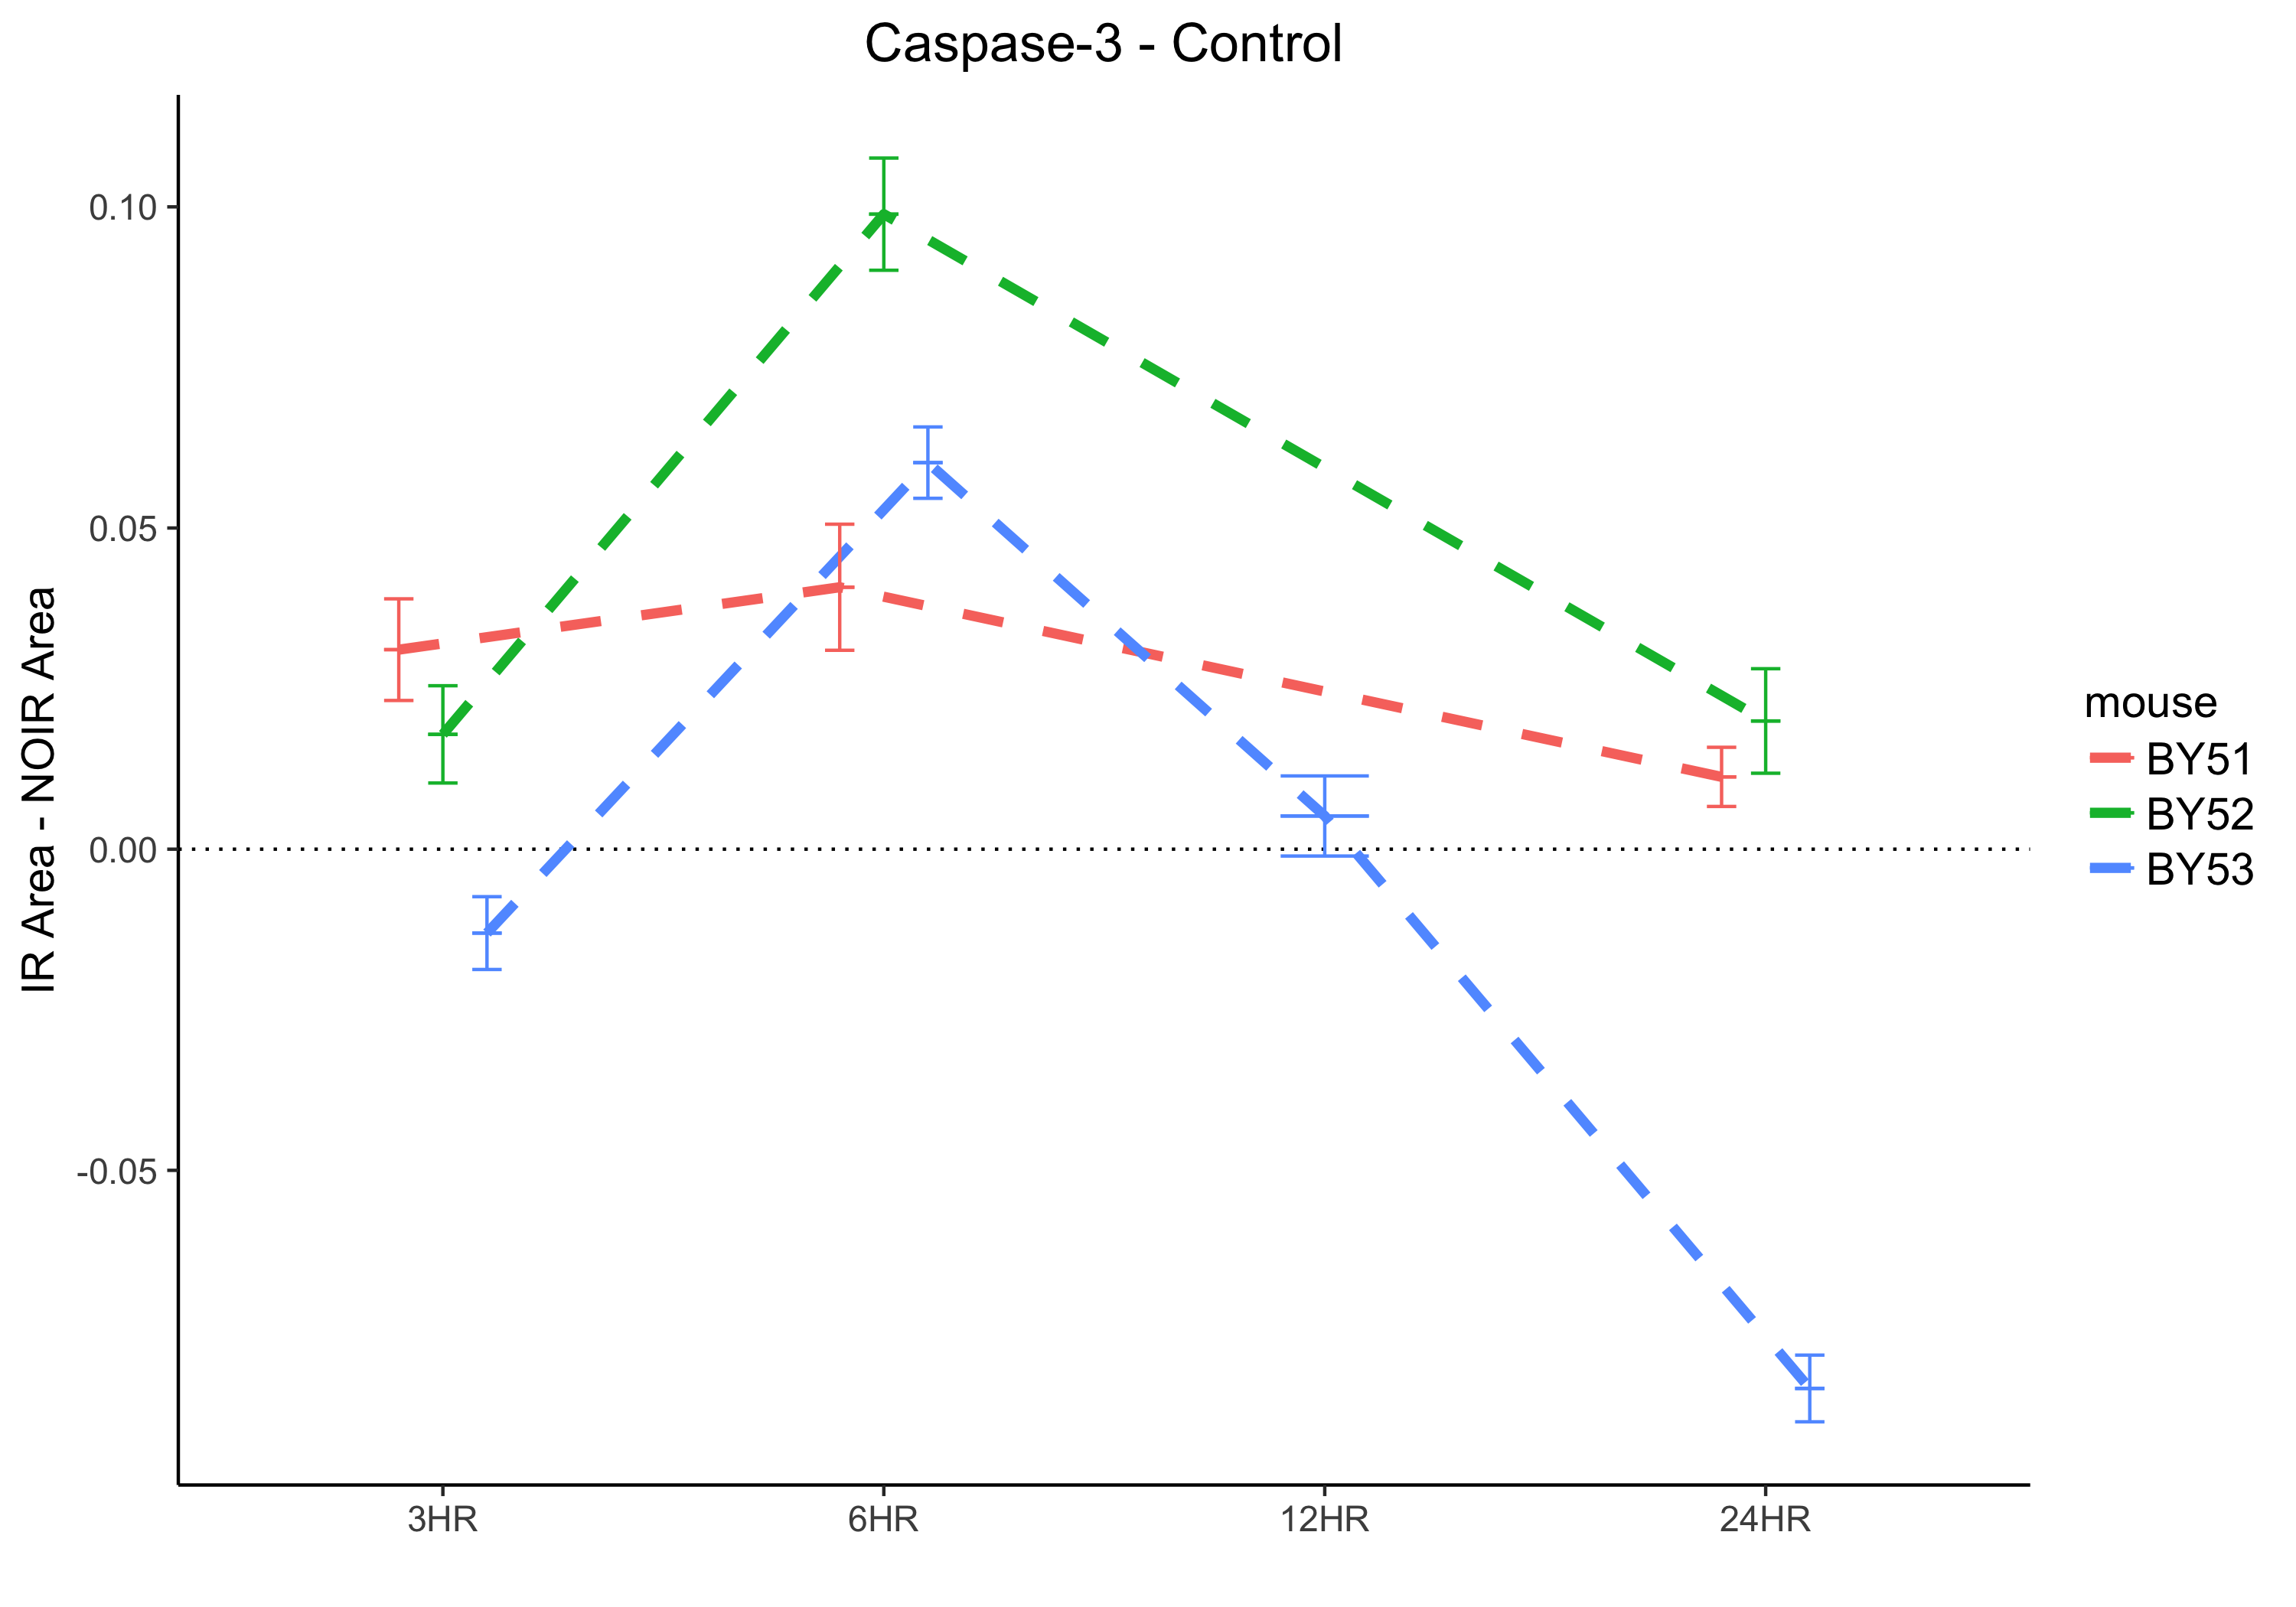 Caspase-3 - Control
IR Area - NOIR Area
0.10
0.05
0.00
-0.05
3HR
6HR
12HR
24HR
mouse
BY51
BY52
BY53